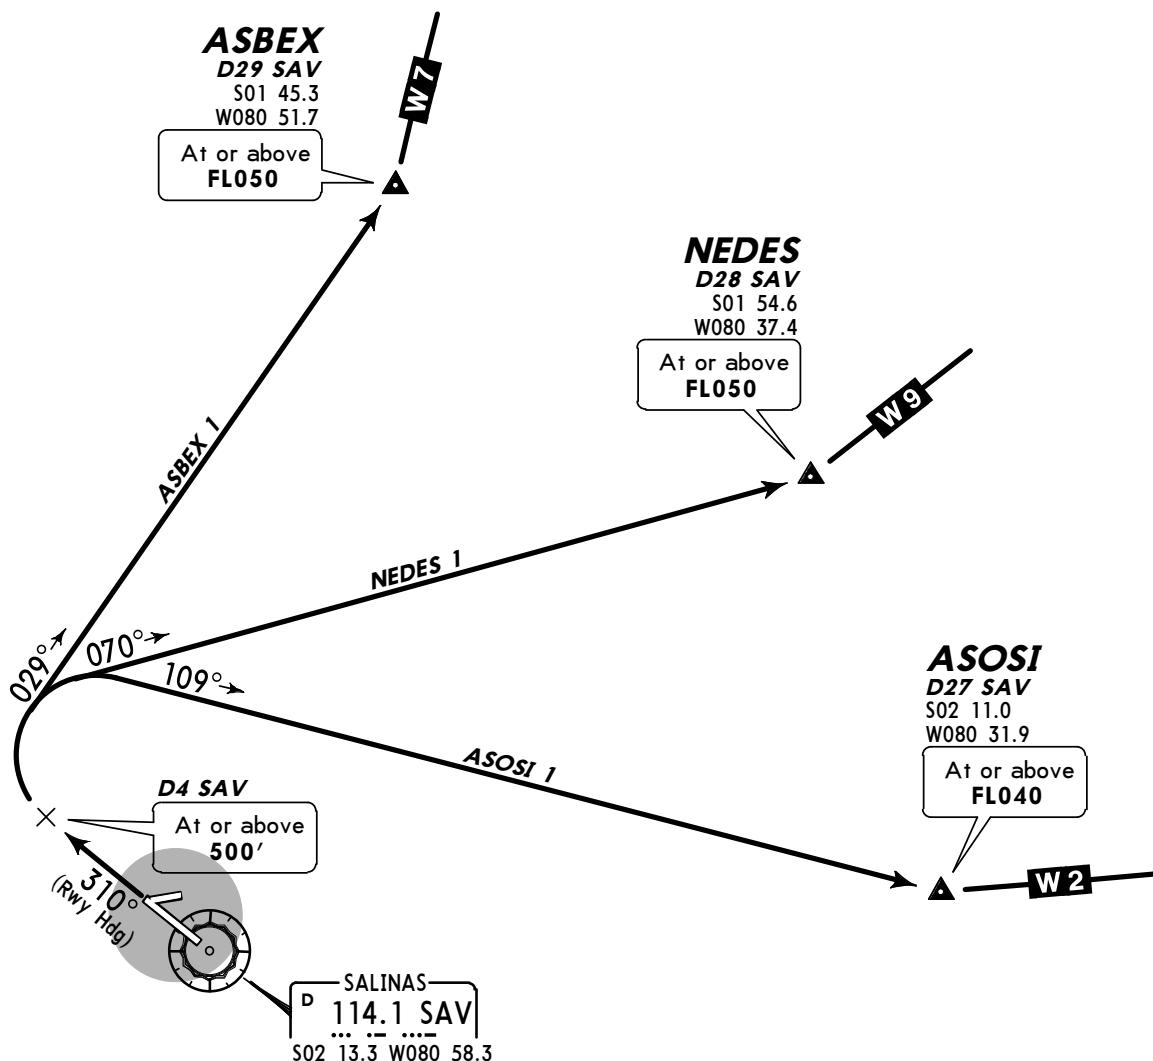 ASBEX
D29 SAV
S01 45.3
W080 51.7
At or above
FL050
W 7
NEDES
D28 SAV
S01 54.6
W080 37.4
At or above
FL050
W 9
ASBEX 1
NEDES 1
029°
070°
109°
ASOSI
D27 SAV
S02 11.0
W080 31.9
At or above
FL040
W 2
ASOSI 1
D4 SAV
At or above
500'
310°
(Rwy Hdg)
SALINAS
D 114.1 SAV
S02 13.3 W080 58.3